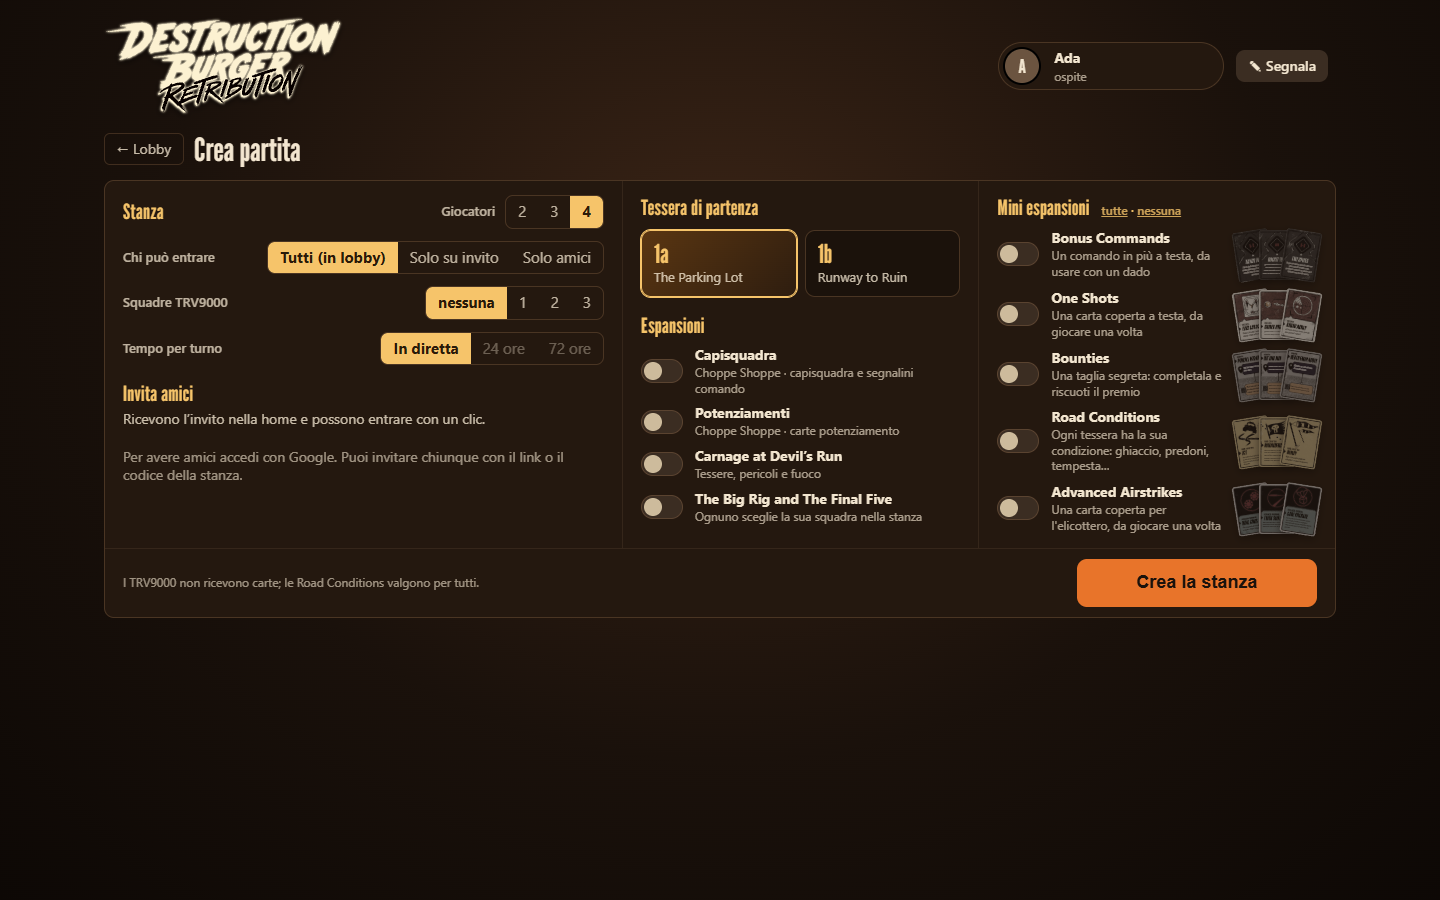 DESTRUCTION
BURGER
RETRIBUTION
A
Ada
ospite
✎ Segnala
← Lobby
Crea partita
Stanza
Giocatori
2 3 4
Chi può entrare
Tutti (in lobby) Solo su invito Solo amici
Squadre TRV9000
nessuna 1 2 3
Tempo per turno
In diretta 24 ore 72 ore
Invita amici
Ricevono l'invito nella home e possono entrare con un clic.
Per avere amici accedi con Google. Puoi invitare chiunque con il link o il
codice della stanza.
Tessera di partenza
1a
The Parking Lot
1b
Runway to Ruin
Espansioni
Capisquadra
Choppe Shoppe · capisquadra e segnalini
comando
Potenziamenti
Choppe Shoppe · carte potenziamento
Carnage at Devil's Run
Tessere, pericoli e fuoco
The Big Rig and The Final Five
Ognuno sceglie la sua squadra nella stanza
Mini espansioni tutte · nessuna
Bonus Commands
Un comando in più a testa, da
usare con un dado
One Shots
Una carta coperta a testa, da
giocare una volta
Bounties
Una taglia segreta: completala e
riscuoti il premio
Road Conditions
Ogni tessera ha la sua
condizione: ghiaccio, predoni,
tempesta...
Advanced Airstrikes
Una carta coperta per
l'elicottero, da giocare una volta
I TRV9000 non ricevono carte; le Road Conditions valgono per tutti.
Crea la stanza